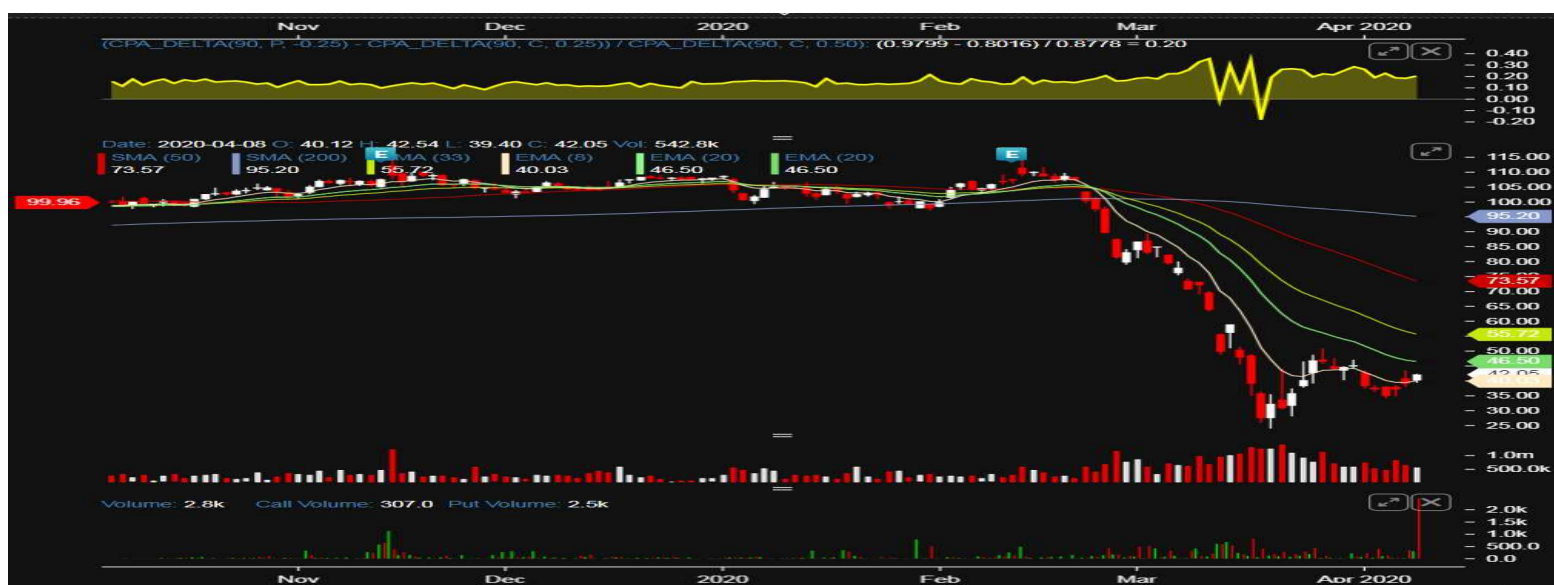 Nov Dec 2020 Feb Mar Apr 2020
(CPA_DELTA(90, P, -0.25) - CPA_DELTA(90, C, 0.25)) / CPA_DELTA(90, C, 0.50): (0.9799 - 0.8016) / 0.8778 = 0.20
0.40
0.30
0.20
0.10
0.00
-0.10
-0.20
Date: 2020-04-08 O: 40.12 H: 42.54 L: 39.40 C: 42.05 Vol: 542.8k
SMA (50) SMA (200) EMA (33) EMA (8) EMA (20) EMA (20)
73.57 95.20 55.72 40.03 46.50 46.50
E E
115.00
110.00
105.00
99.96 100.00
95.20
90.00
85.00
80.00
73.57
70.00
65.00
60.00
55.72
50.00
46.50
42.05
40.03
35.00
30.00
25.00
1.0m
500.0k
Volume: 2.8k Call Volume: 307.0 Put Volume: 2.5k
2.0k
1.5k
1.0k
500.0
0.0
Nov Dec 2020 Feb Mar Apr 2020